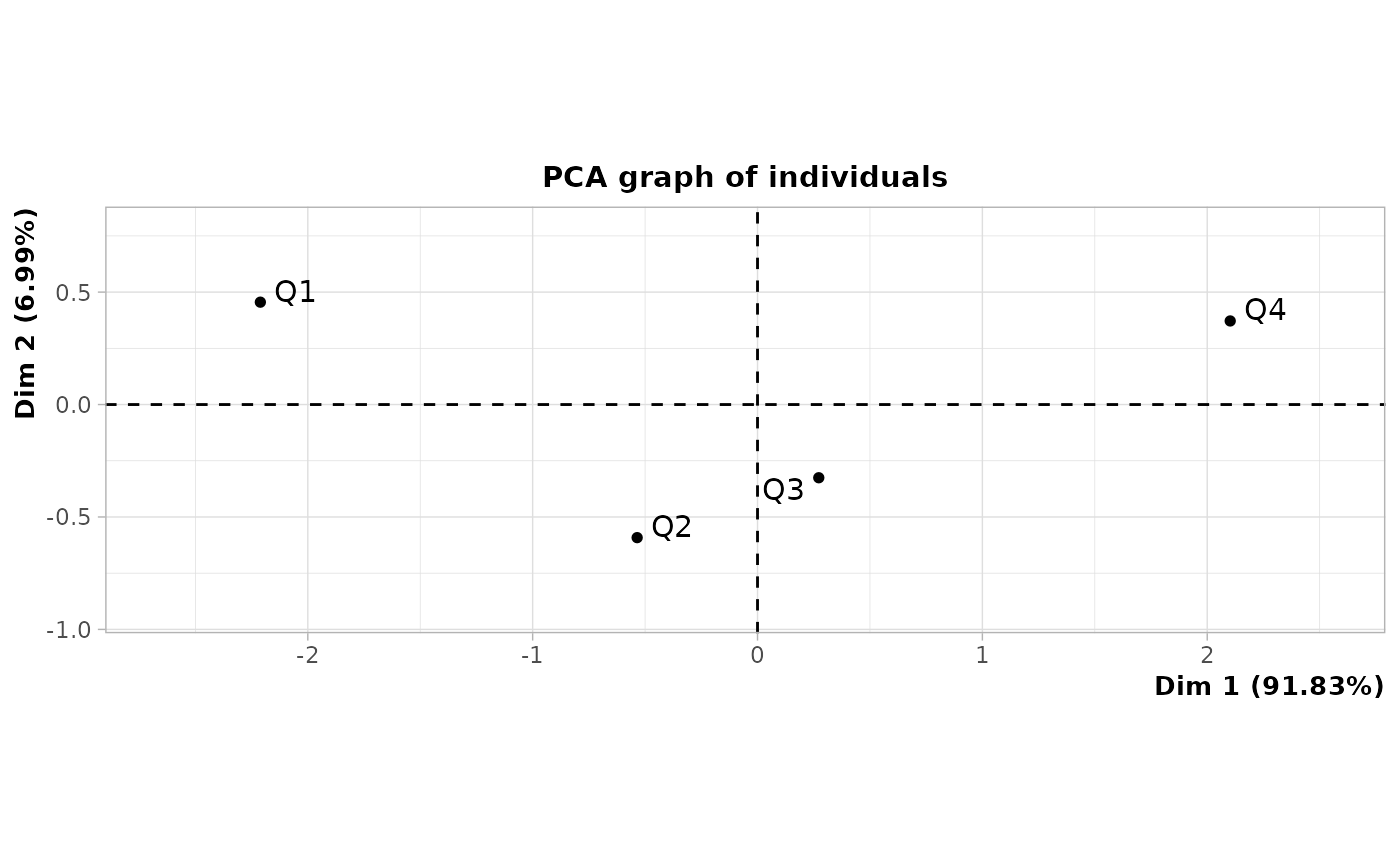 PCA graph of individuals
Dim 2 (6.99%)
0.5
0.0
-0.5
-1.0
Q1
Q4
Q3
Q2
-2
-1
0
1
2
Dim 1 (91.83%)